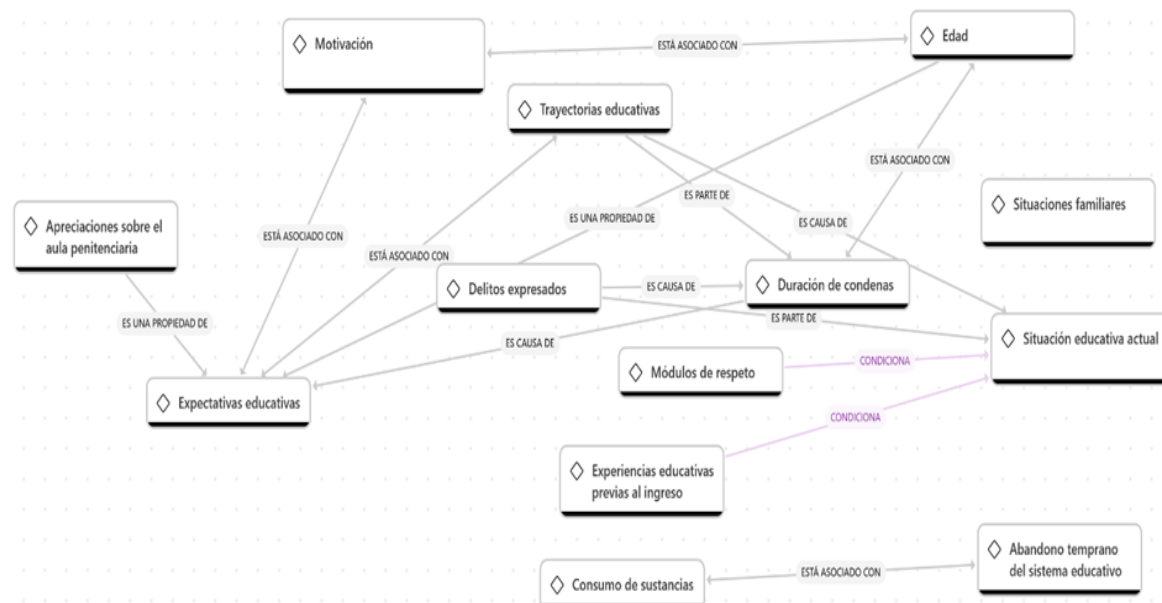 Motivación
ESTÁ ASOCIADO CON
Edad
Trayectorias educativas
ESTÁ ASOCIADO CON
ES PARTE DE
Situaciones familiares
Apreciaciones sobre el
aula penitenciaria
ES UNA PROPIEDAD DE
ES CAUSA DE
ESTÁ ASOCIADO CON
ESTÁ ASOCIADO CON
Delitos expresados
ES CAUSA DE
Duración de condenas
ES UNA PROPIEDAD DE
ES PARTE DE
ES CAUSA DE
Situación educativa actual
Módulos de respeto
CONDICIONA
Expectativas educativas
CONDICIONA
Experiencias educativas
previas al ingreso
Consumo de sustancias
ESTÁ ASOCIADO CON
Abandono temprano
del sistema educativo